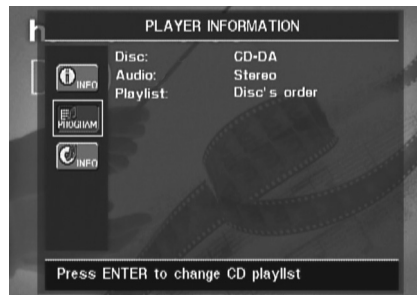 PLAYER INFORMATION
Disc: CD-DA
Audio: Stereo
Playlist: Disc's order
INFO
PROGRAM
INFO
Press ENTER to change CD playlist